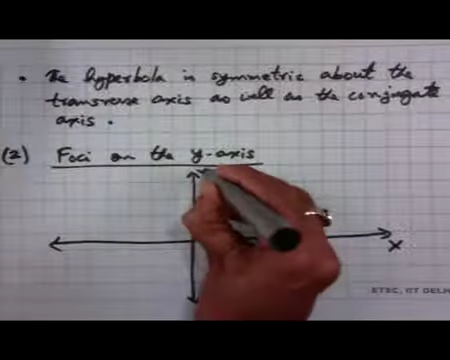 • The hyperbola is symmetric about the
transverse axis as well as the conjugate
axis.
(2) Foci on the y-axis
X
ETSC, IIT DELHI